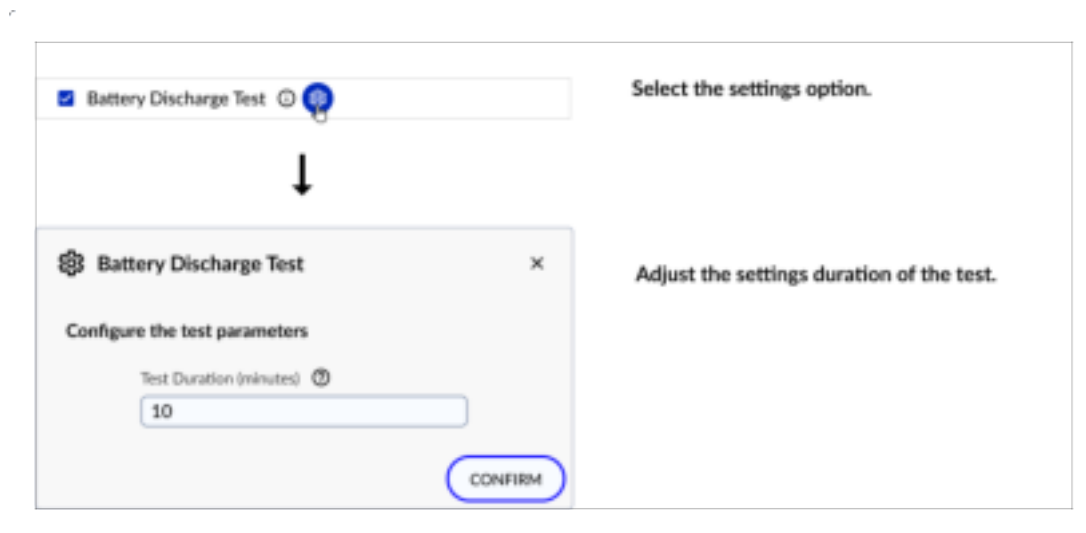 Battery Discharge Test
Select the settings option.
Battery Discharge Test
Adjust the settings duration of the test.
Configure the test parameters
Test Duration (minutes)
10
CONFIRM